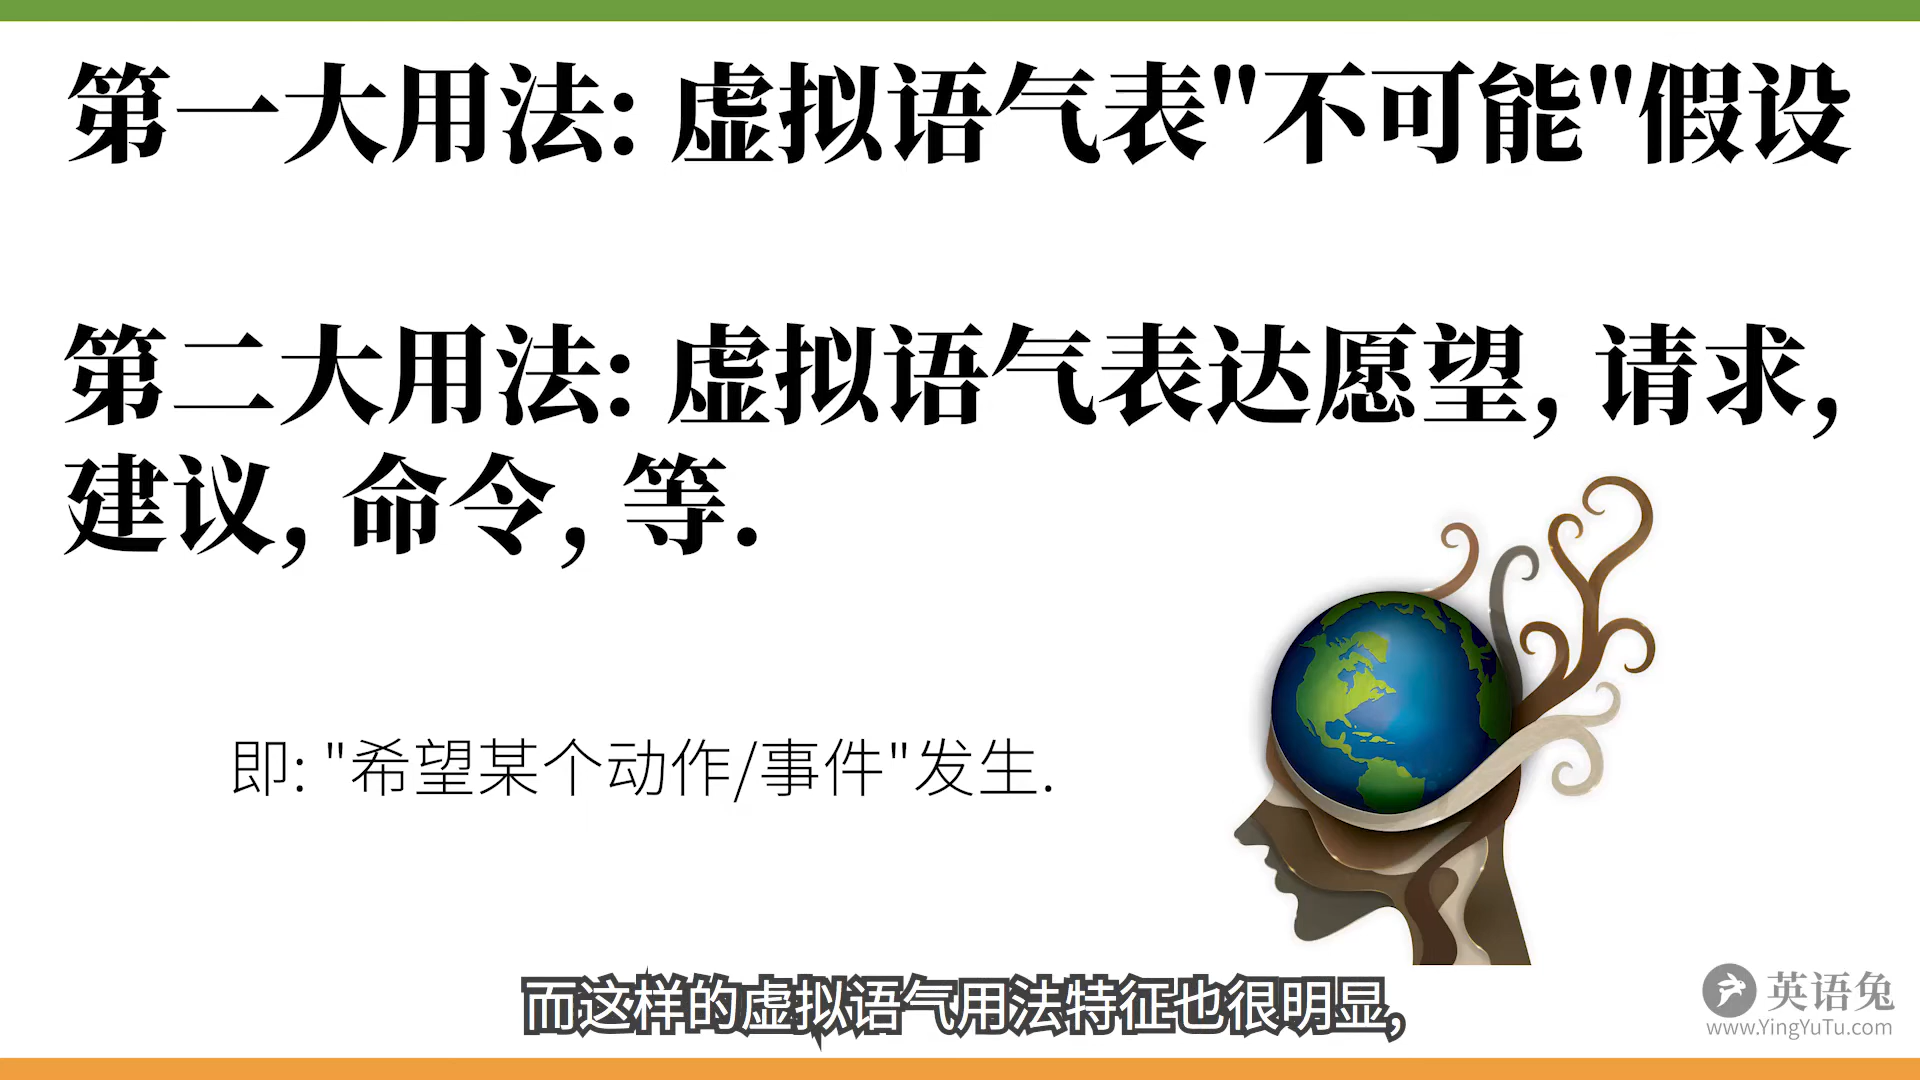 第一大用法: 虚拟语气表"不可能"假设
第二大用法: 虚拟语气表达愿望, 请求,
建议, 命令, 等.
即: "希望某个动作/事件"发生.
而这样的虚拟语气用法特征也很明显,
英语兔
www.YingYuTu.com